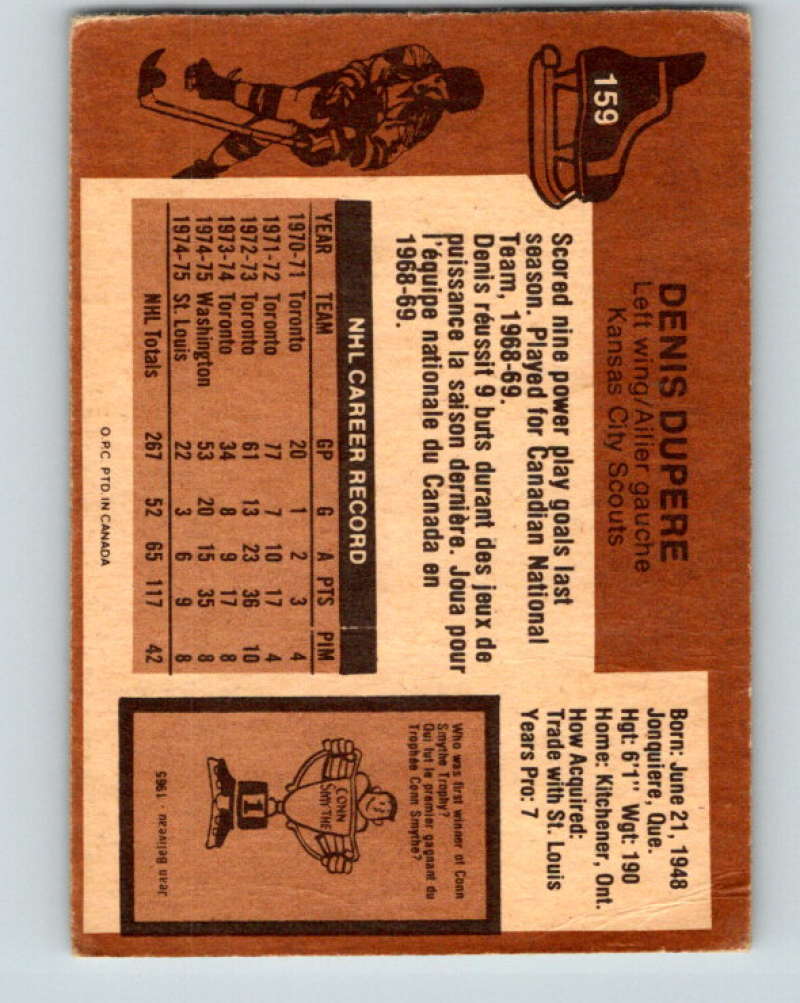 159
DENIS DUPERE
Left wing/Ailier gauche
Kansas City Scouts
Born: June 21, 1948
Jonquiere, Que.
Hgt: 6'1" Wgt: 190
Home: Kitchener, Ont.
How Acquired:
Trade with St. Louis
Years Pro: 7
Scored nine power play goals last
season. Played for Canadian National
Team, 1968-69.
Denis réussit 9 buts durant des jeux de
puissance la saison dernière. Joua pour
l'équipe nationale du Canada en
1968-69.
NHL CAREER RECORD
YEAR TEAM GP G A PTS PIM
1970-71 Toronto 20 1 2 3 4
1971-72 Toronto 77 7 10 17 4
1972-73 Toronto 61 13 23 36 10
1973-74 Toronto 34 8 9 17 8
1974-75 Washington 53 20 15 35 8
1974-75 St. Louis 22 3 6 9 8
NHL Totals 267 52 65 117 42
Who was first winner of Conn
Smythe Trophy?
Qui fut le premier gagnant du
Trophée Conn Smythe?
CONN
SMYTHE
1
Jean Beliveau, 1965
O.P.C. PTD. IN CANADA